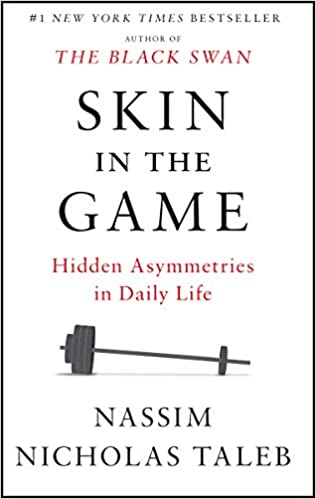 #1 NEW YORK TIMES BESTSELLER
AUTHOR OF
THE BLACK SWAN
SKIN
IN THE
GAME
Hidden Asymmetries
in Daily Life
NASSIM
NICHOLAS TALEB